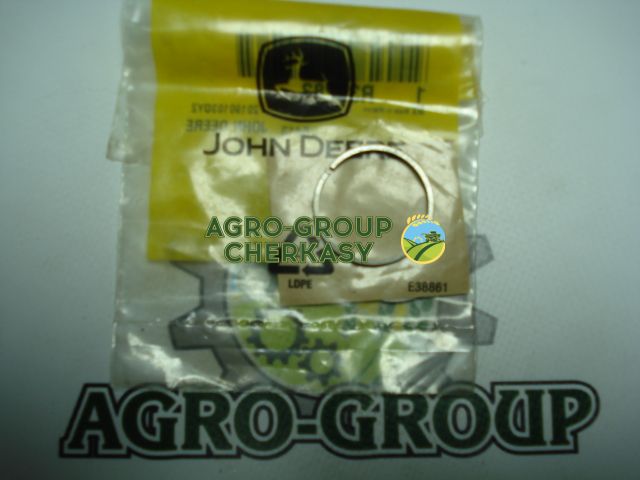 JOHN DEERE
AGRO-GROUP
CHERKASY
LDPE
E38861
AGRO-GROUP